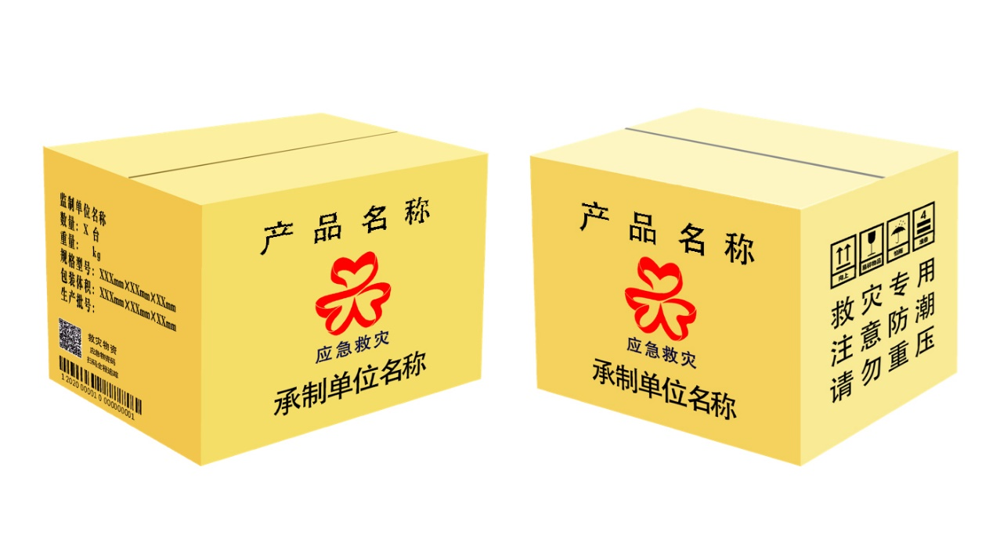 监制单位名称
数量：X 台
重量： kg
规格型号：XXXmm×XXmm×XXmm
包装体积：XXXmm×XXmm×XXmm
生产批号：
救灾物资
应急物资码
扫码全程追踪
1 2020 00001 0 000000001
产品名称
应急救灾
承制单位名称
产品名称
应急救灾
承制单位名称
向上
易碎物品
怕雨
4
救灾专用
注意防潮
请勿重压